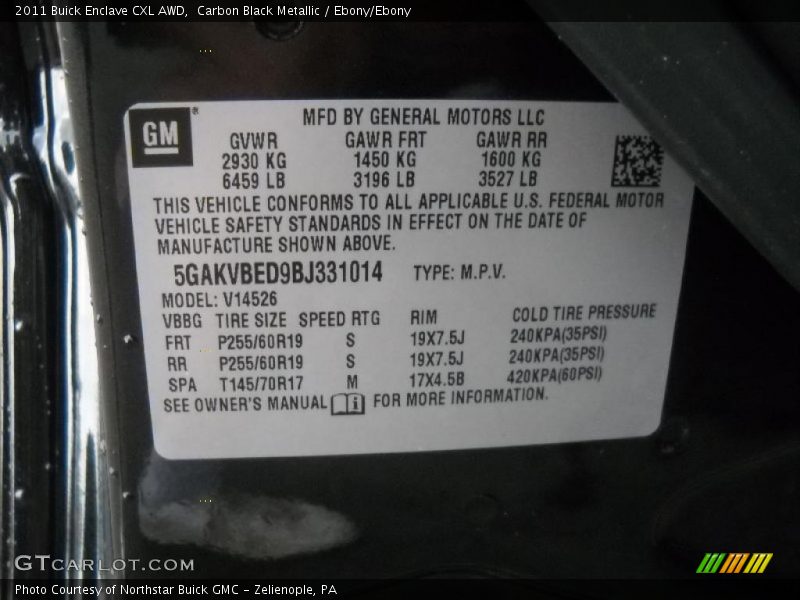 2011 Buick Enclave CXL AWD,  Carbon Black Metallic / Ebony/Ebony
GM®
MFD BY GENERAL MOTORS LLC
GVWR GAWR FRT GAWR RR
2930 KG 1450 KG 1600 KG
6459 LB 3196 LB 3527 LB
THIS VEHICLE CONFORMS TO ALL APPLICABLE U.S. FEDERAL MOTOR
VEHICLE SAFETY STANDARDS IN EFFECT ON THE DATE OF
MANUFACTURE SHOWN ABOVE.
5GAKVBED9BJ331014 TYPE: M.P.V.
MODEL: V14526
VBBG TIRE SIZE SPEED RTG RIM COLD TIRE PRESSURE
FRT P255/60R19 S 19X7.5J 240KPA(35PSI)
RR P255/60R19 S 19X7.5J 240KPA(35PSI)
SPA T145/70R17 M 17X4.5B 420KPA(60PSI)
SEE OWNER'S MANUAL i FOR MORE INFORMATION.
GTCARLOT.COM
Photo Courtesy of Northstar Buick GMC - Zelienople, PA